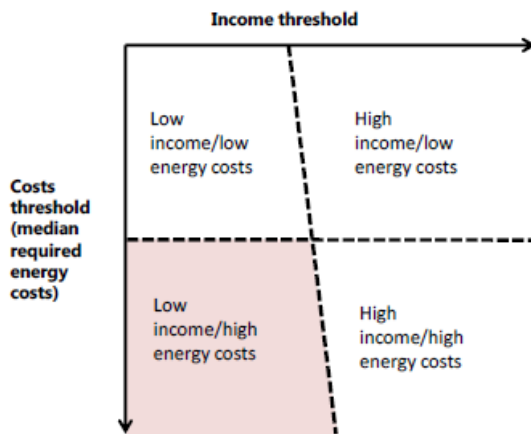 Income threshold
Low
income/low
energy costs
High
income/low
energy costs
Costs
threshold
(median
required
energy
costs)
Low
income/high
energy costs
High
income/high
energy costs